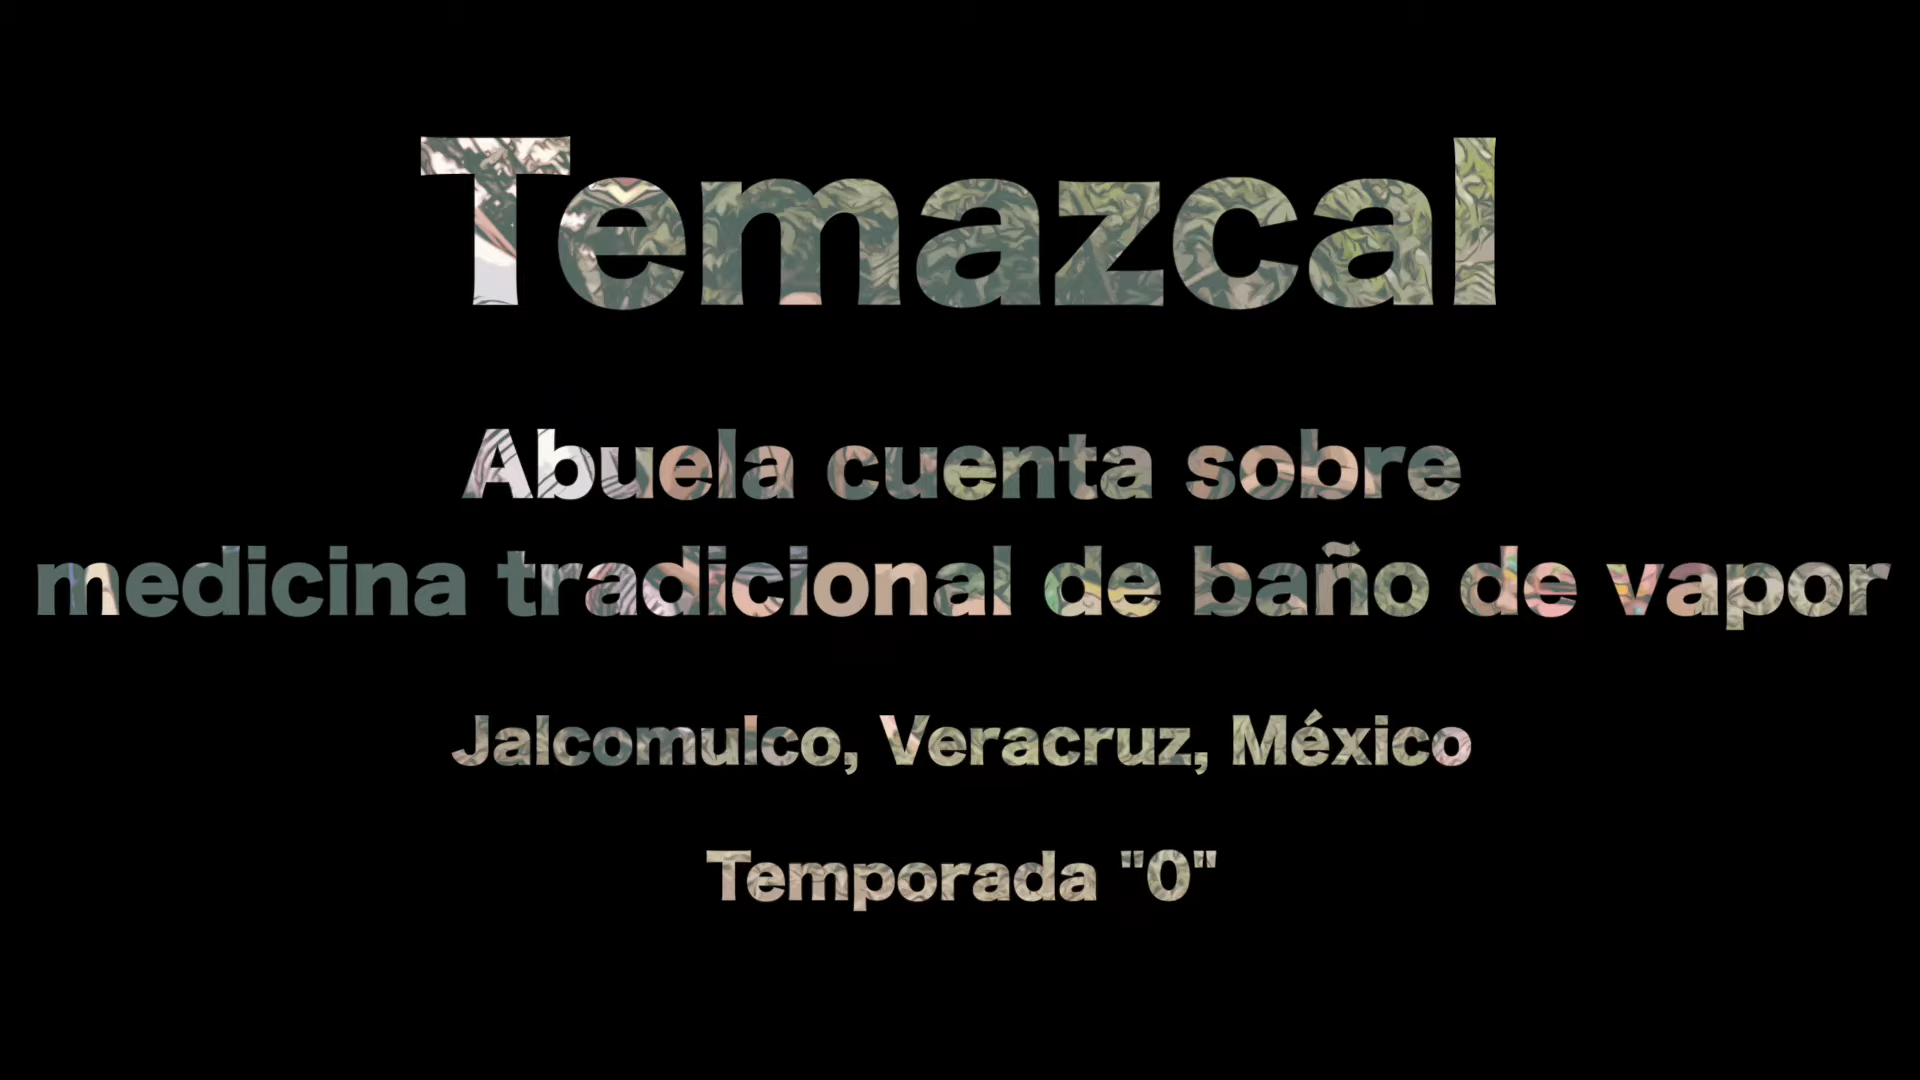 Temazcal
Abuela cuenta sobre
medicina tradicional de baño de vapor
Jalcomulco, Veracruz, México
Temporada "0"